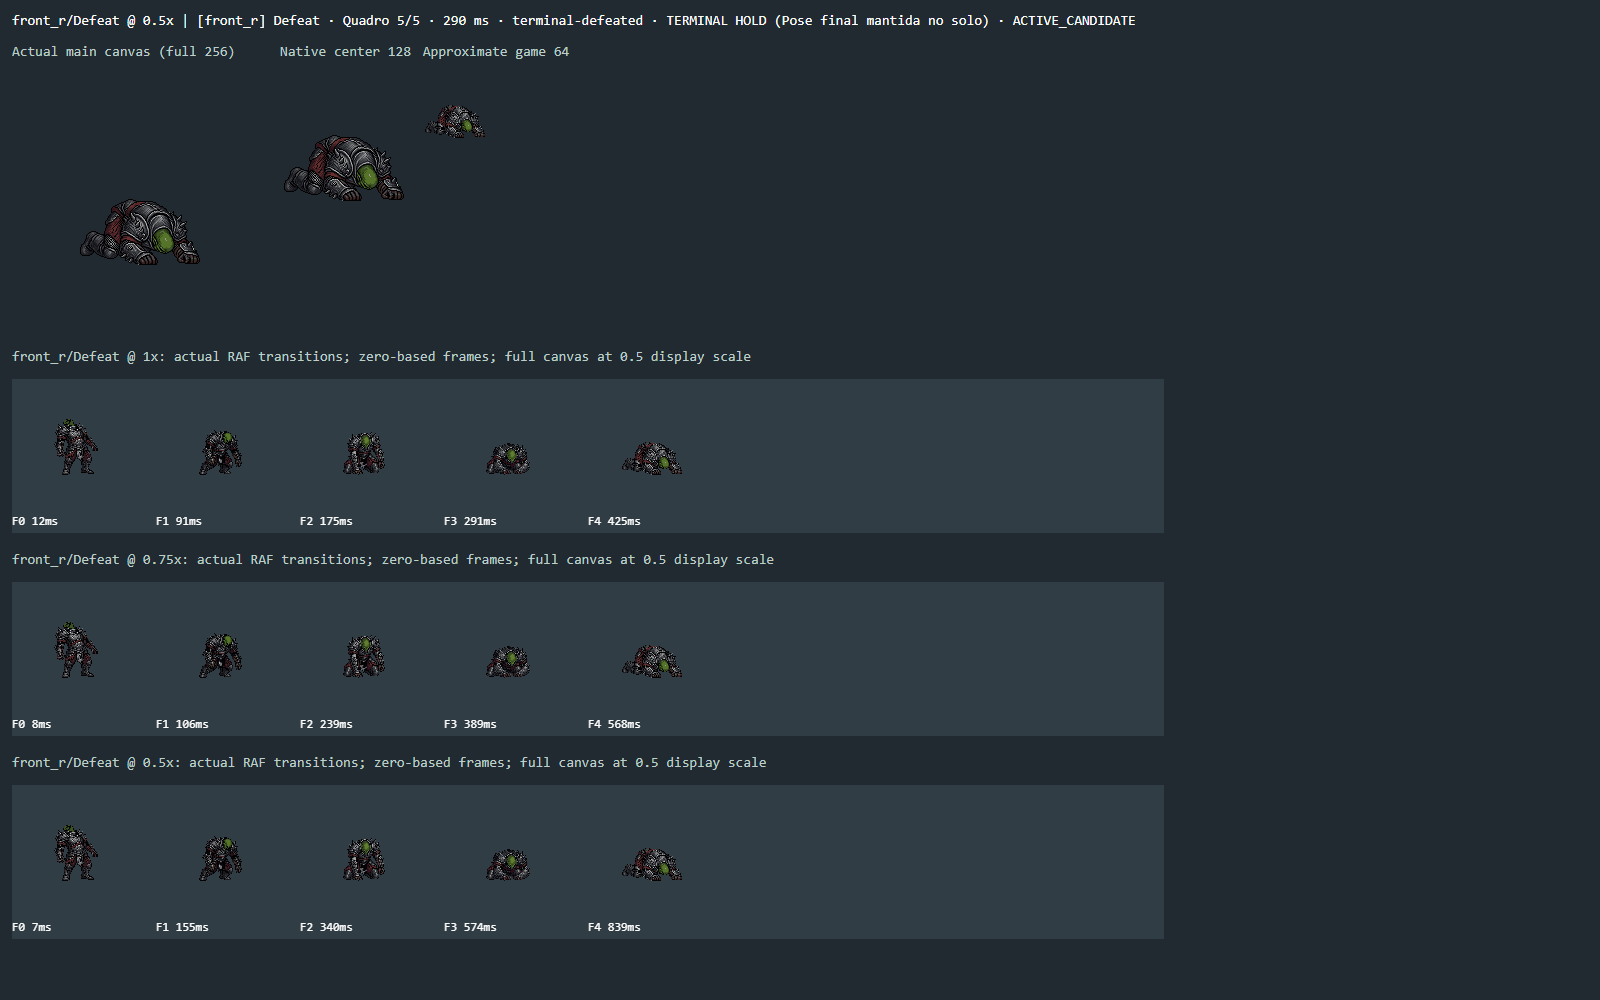 front_r/Defeat @ 0.5x | [front_r] Defeat · Quadro 5/5 · 290 ms · terminal-defeated · TERMINAL HOLD (Pose final mantida no solo) · ACTIVE_CANDIDATE
Actual main canvas (full 256) Native center 128 Approximate game 64
front_r/Defeat @ 1x: actual RAF transitions; zero-based frames; full canvas at 0.5 display scale
F0 12ms F1 91ms F2 175ms F3 291ms F4 425ms
front_r/Defeat @ 0.75x: actual RAF transitions; zero-based frames; full canvas at 0.5 display scale
F0 8ms F1 106ms F2 239ms F3 389ms F4 568ms
front_r/Defeat @ 0.5x: actual RAF transitions; zero-based frames; full canvas at 0.5 display scale
F0 7ms F1 155ms F2 340ms F3 574ms F4 839ms